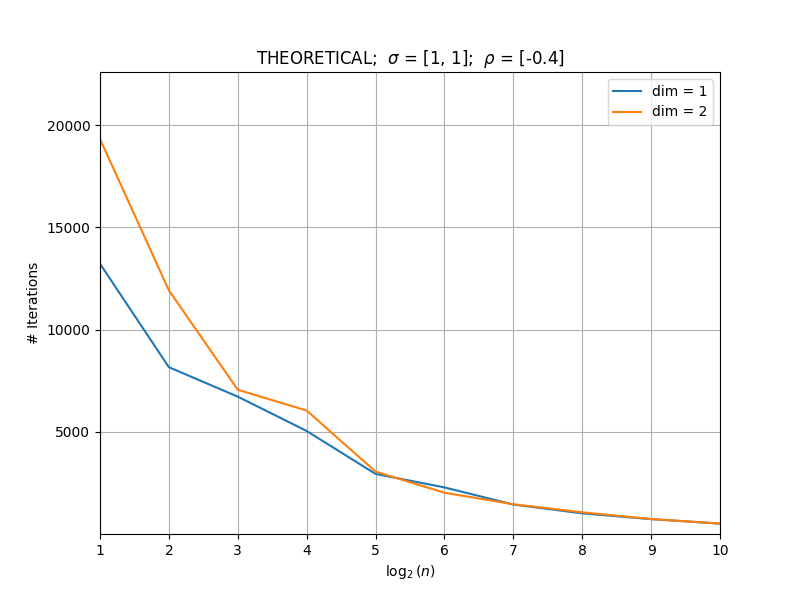 THEORETICAL;  σ = [1, 1];  ρ = [-0.4]
dim = 1
dim = 2
20000
15000
10000
5000
# Iterations
1 2 3 4 5 6 7 8 9 10
log₂(n)